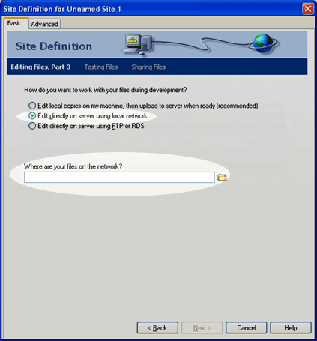 Site Definition for Unnamed Site 1
Basic Advanced
Site Definition
Editing Files, Part 3 Testing Files Sharing Files
How do you want to work with your files during development?
Edit local copies on my machine, then upload to server when ready (recommended)
Edit directly on server using local network
Edit directly on server using FTP or RDS
Where are your files on the network?
< Back Next > Cancel Help